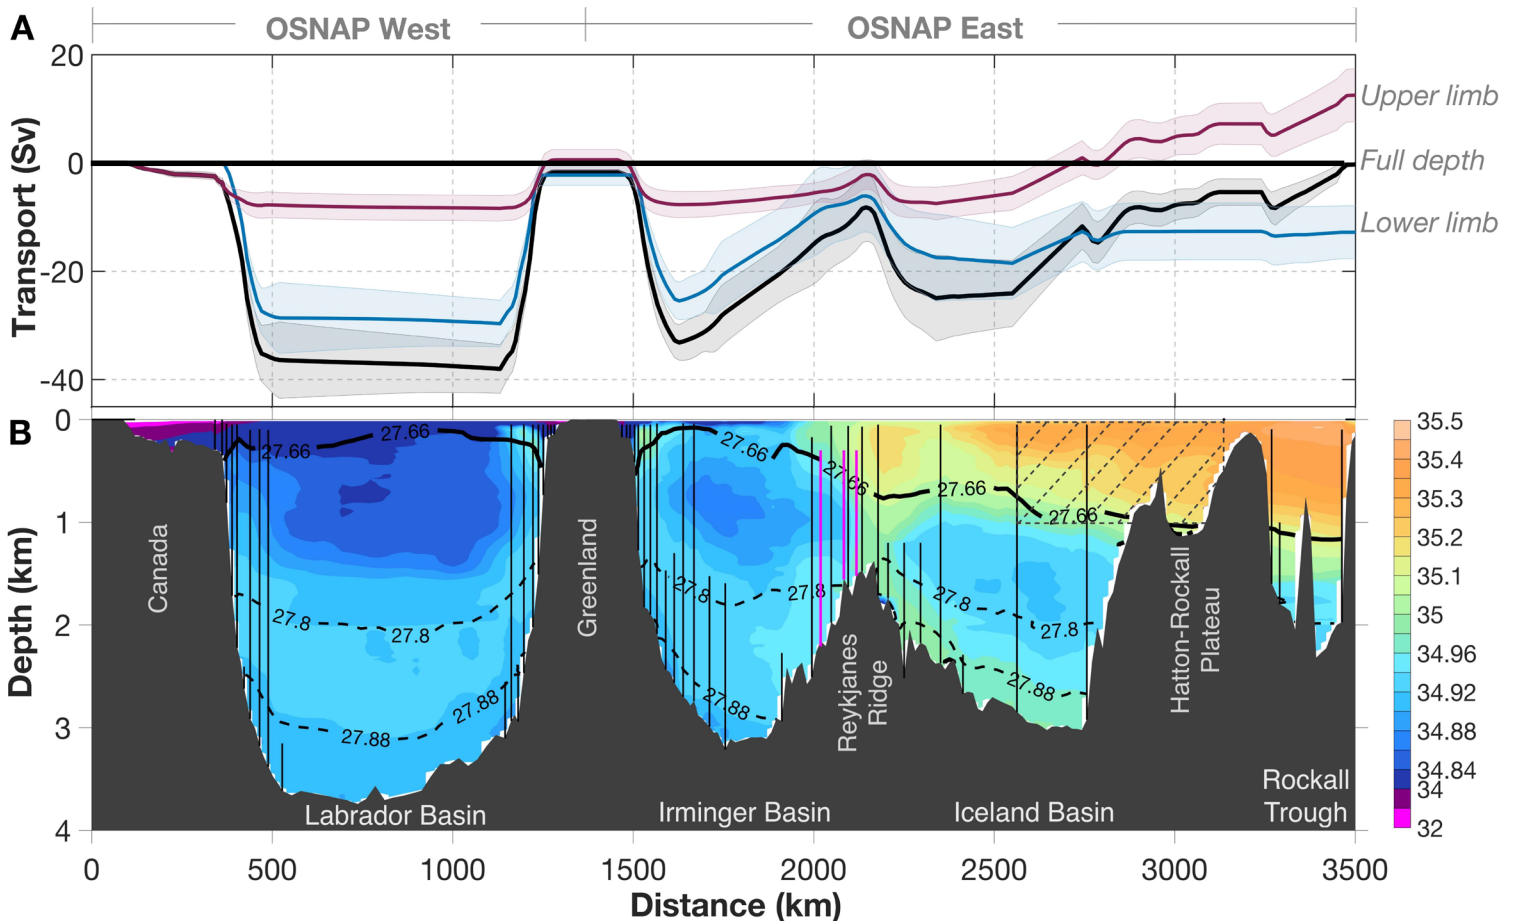 A
OSNAP West
OSNAP East
20
0
-20
-40
Transport (Sv)
Upper limb
Full depth
Lower limb
B
0
1
2
3
4
Depth (km)
27.66
27.66
27.66
27.66
27.66
27.66
27.8
27.8
27.8
27.8
27.8
27.8
27.88
27.88
27.88
27.88
Canada
Greenland
Reykjanes
Ridge
Hatton-Rockall
Plateau
Labrador Basin
Irminger Basin
Iceland Basin
Rockall
Trough
35.5
35.4
35.3
35.2
35.1
35
34.96
34.92
34.88
34.84
34
32
0
500
1000
1500
2000
2500
3000
3500
Distance (km)